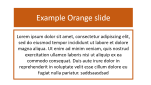 Example Orange slide
Lorem ipsum dolor sit amet, consectetur adipiscing elit,
sed do eiusmod tempor incididunt ut labore et dolore
magna aliqua. Ut enim ad minim veniam, quis nostrud
exercitation ullamco laboris nisi ut aliquip ex ea
commodo consequat. Duis aute irure dolor in
reprehenderit in voluptate velit esse cillum dolore eu
fugiat nulla pariatur. saddsaadsad